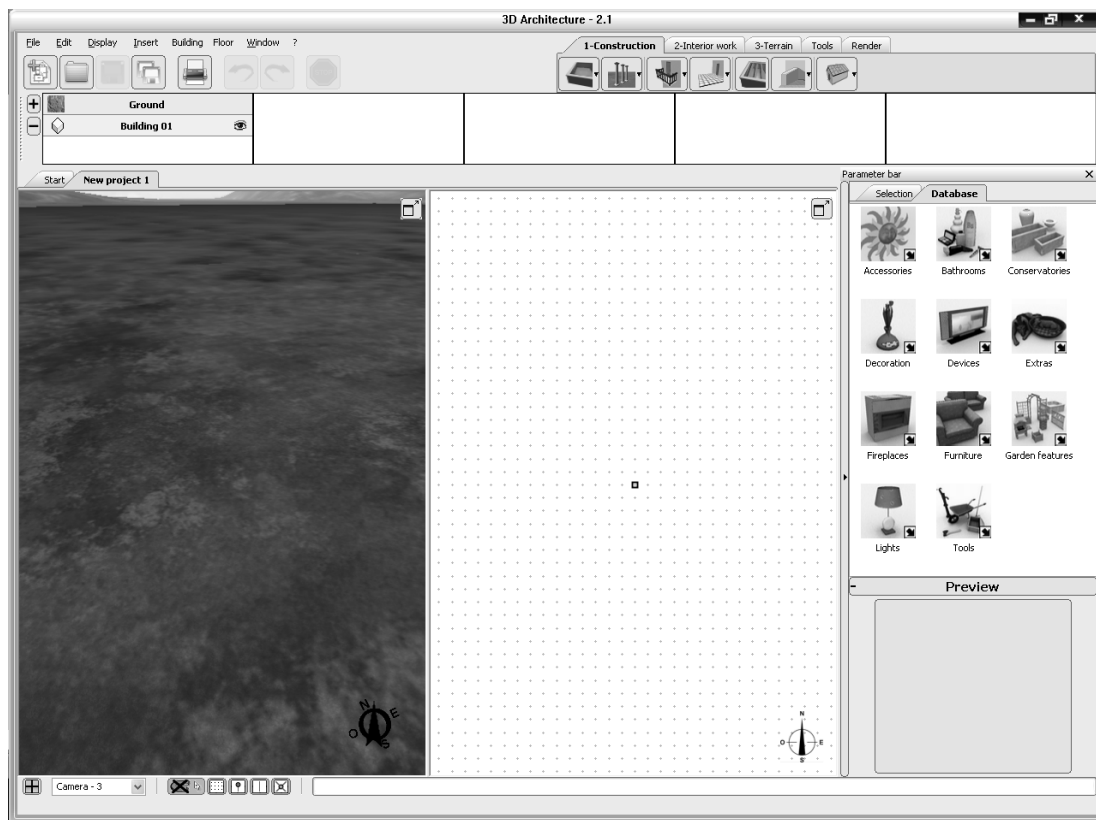 3D Architecture - 2.1
File Edit Display Insert Building Floor Window ?
1-Construction 2-Interior work 3-Terrain Tools Render
Ground
Building 01
Start New project 1
Parameter bar
Selection Database
Accessories Bathrooms Conservatories
Decoration Devices Extras
Fireplaces Furniture Garden features
Lights Tools
Preview
N
E
O
S
N
O E
S
Camera - 3